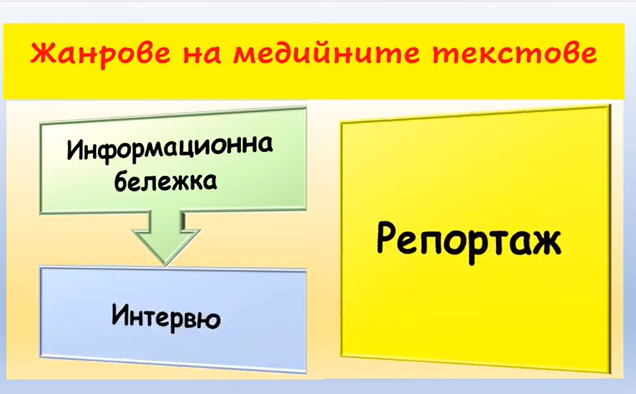 Жанрове на медийните текстове
Информационна
бележка
Интервю
Репортаж